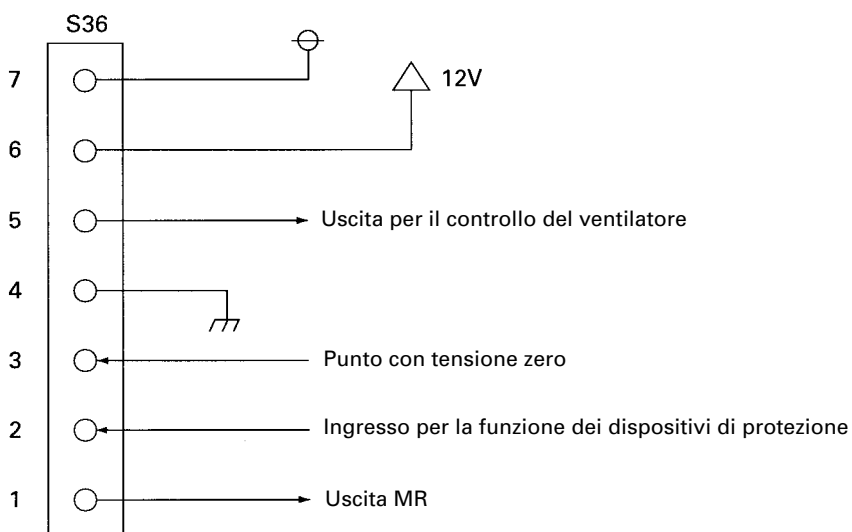 S36
7
6 12V
5 Uscita per il controllo del ventilatore
4
3 Punto con tensione zero
2 Ingresso per la funzione dei dispositivi di protezione
1 Uscita MR